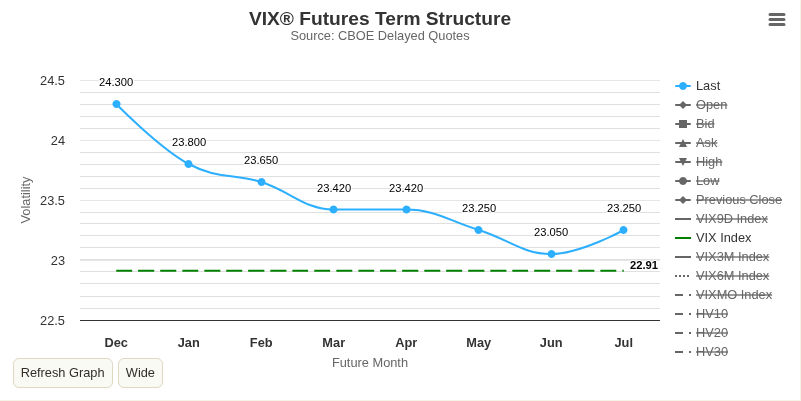 VIX® Futures Term Structure
Source: CBOE Delayed Quotes
24.5
24
23.5
23
22.5
Volatility
24.300
23.800
23.650
23.420
23.420
23.250
23.050
23.250
22.91
Dec
Jan
Feb
Mar
Apr
May
Jun
Jul
Future Month
Last
Open
Bid
Ask
High
Low
Previous Close
VIX9D Index
VIX Index
VIX3M Index
VIX6M Index
VIXMO Index
HV10
HV20
HV30
Refresh Graph
Wide